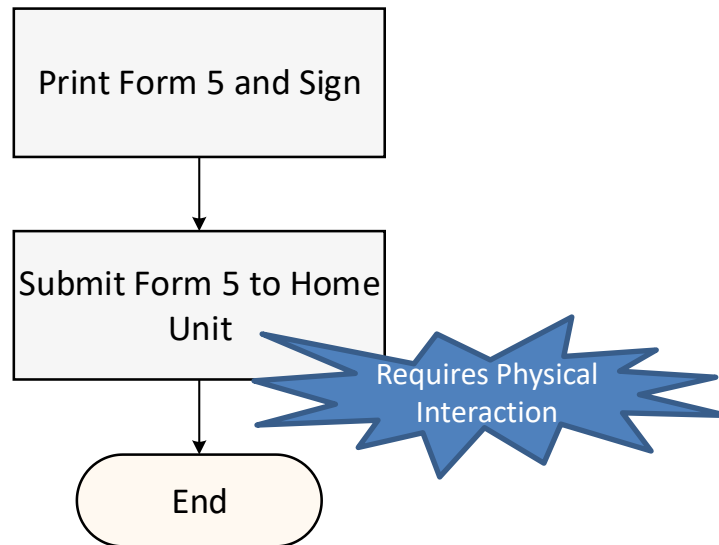 Print Form 5 and Sign
Submit Form 5 to Home
Unit
Requires Physical
Interaction
End